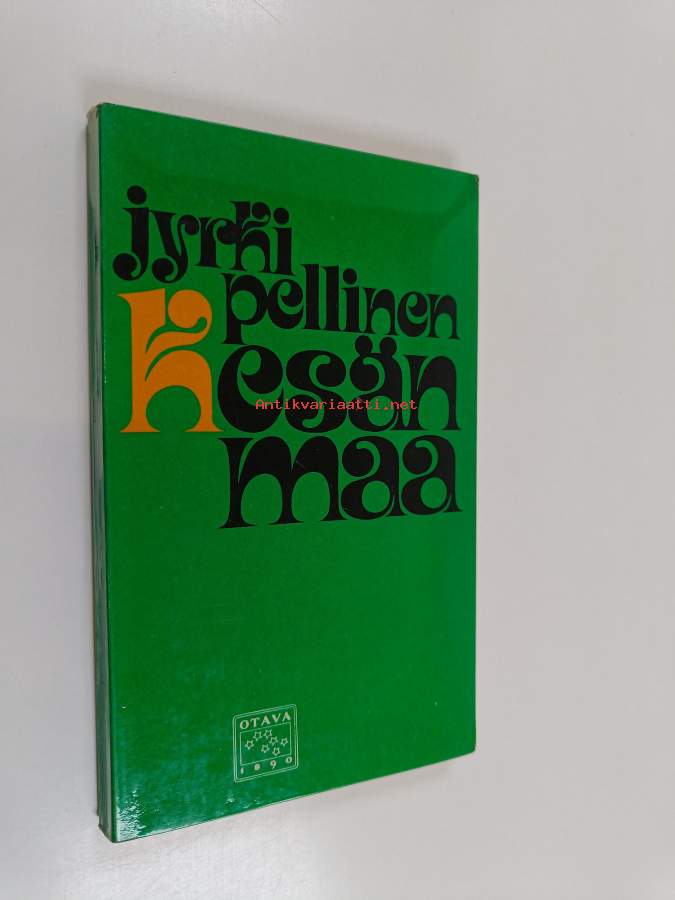 jyrki
pellinen
kesän
Antikvariaatti.net
maa
OTAVA
1890